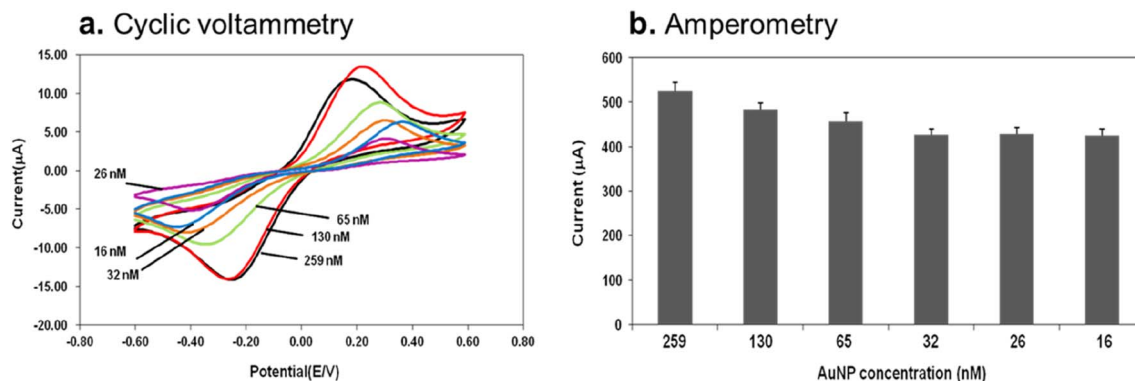 a. Cyclic voltammetry
15.00
10.00
5.00
0.00
-5.00
-10.00
-15.00
-20.00
Current(µA)
26 nM
16 nM
32 nM
65 nM
130 nM
259 nM
-0.80 -0.60 -0.40 -0.20 0.00 0.20 0.40 0.60 0.80
Potential(E/V)
b. Amperometry
600
500
400
300
200
100
0
Current (µA)
259 130 65 32 26 16
AuNP concentration (nM)